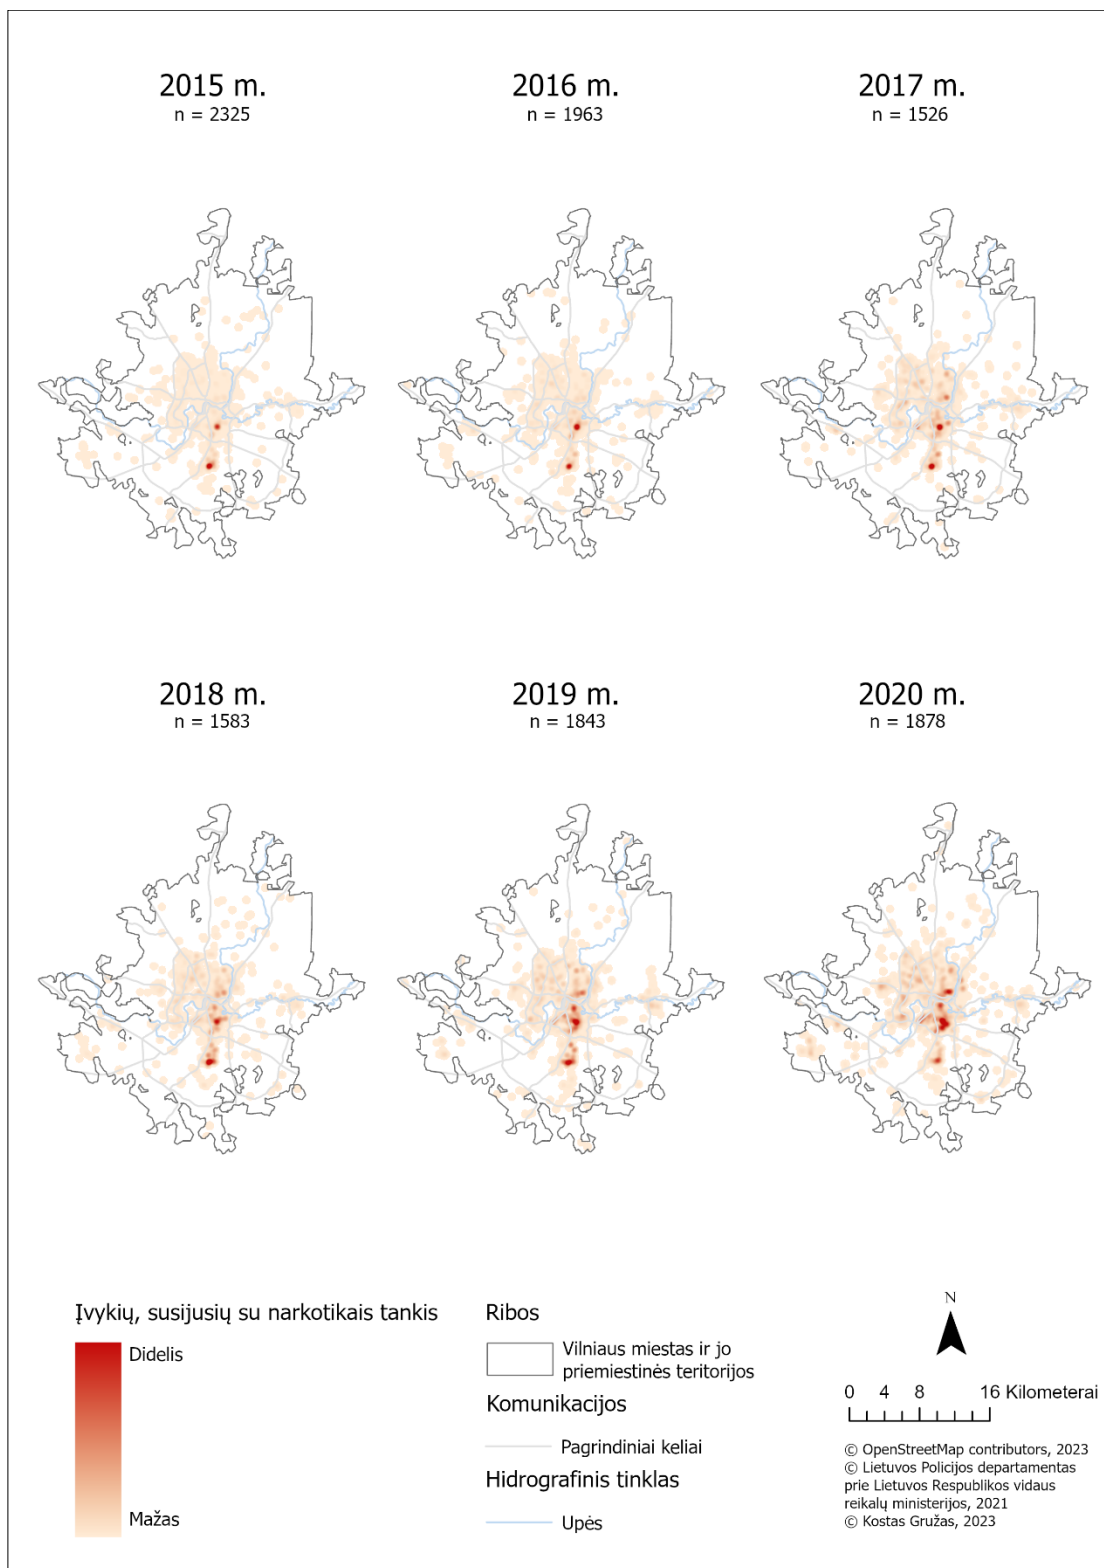 2015 m.
n = 2325
2016 m.
n = 1963
2017 m.
n = 1526
2018 m.
n = 1583
2019 m.
n = 1843
2020 m.
n = 1878
Įvykių, susijusių su narkotikais tankis
Didelis
Mažas
Ribos
Vilniaus miestas ir jo
priemiestinės teritorijos
Komunikacijos
Pagrindiniai keliai
Hidrografinis tinklas
Upės
N
0 4 8 16 Kilometerai
© OpenStreetMap contributors, 2023
© Lietuvos Policijos departamentas
prie Lietuvos Respublikos vidaus
reikalų ministerijos, 2021
© Kostas Gružas, 2023